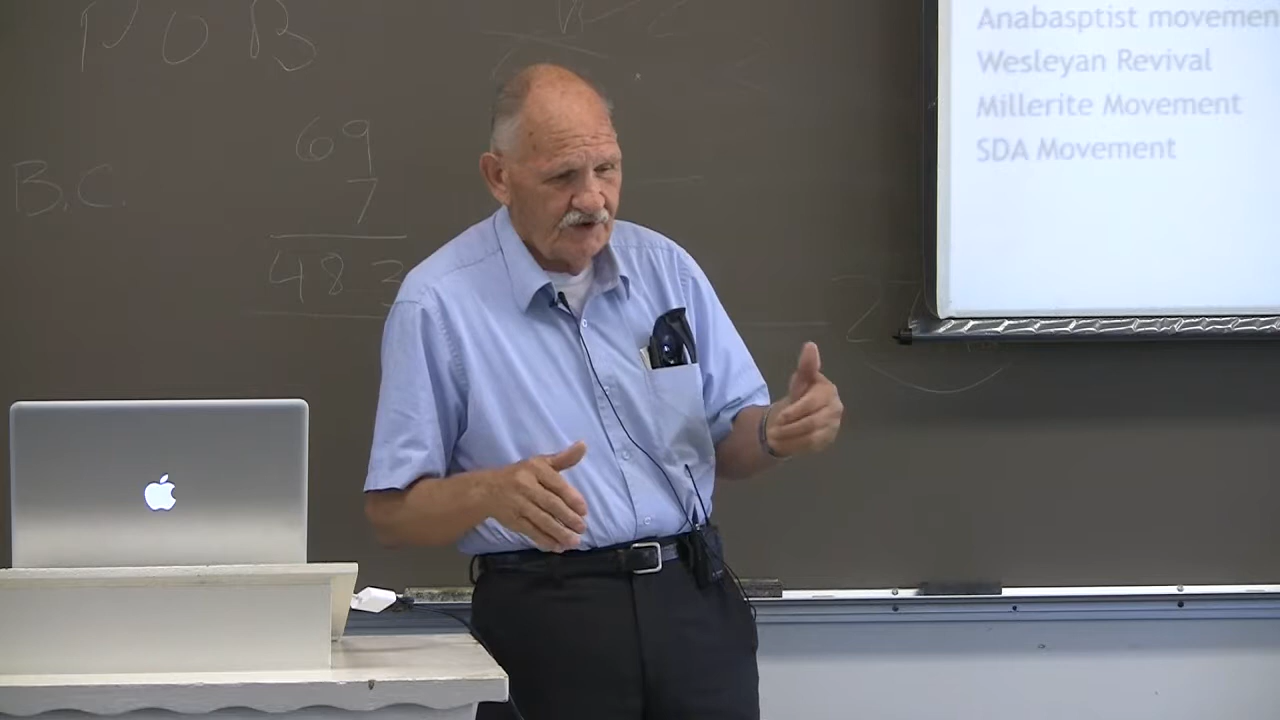 POB
B.C.
69
7
483
Anabasptist movemen
Wesleyan Revival
Millerite Movement
SDA Movement